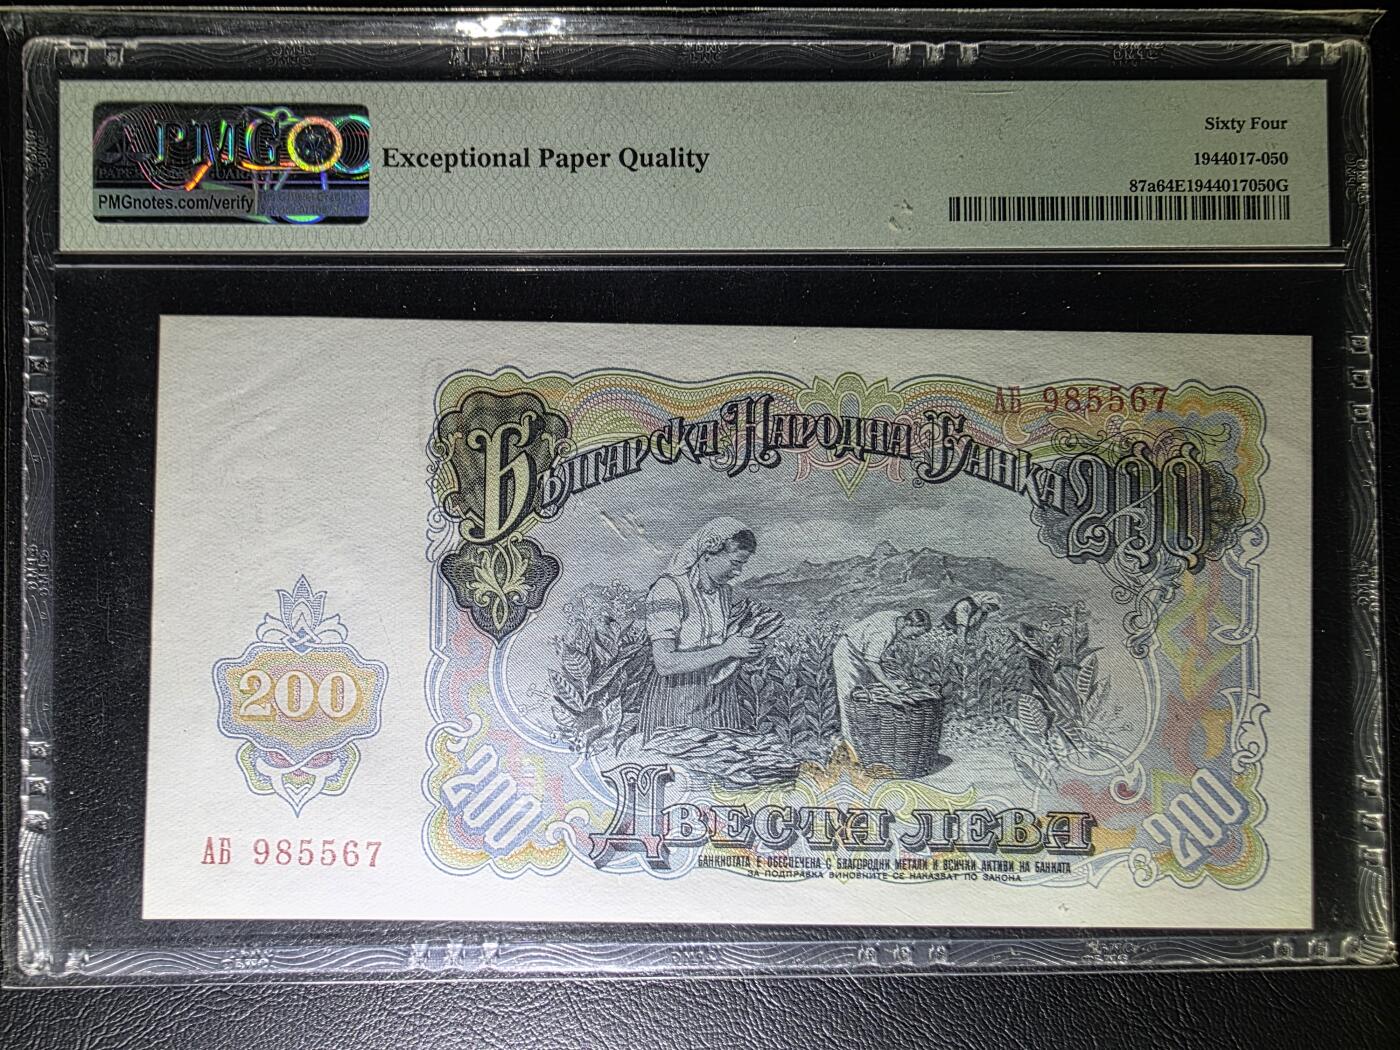 PMG
PMGnotes.com/verify
Exceptional Paper Quality
Sixty Four
1944017-050
87a64E1944017050G
АБ 985567
Българска Народна Банка
200
200
АБ 985567
200
200
Двеста лева
БАНКНОТАТА Е ОБЕЗПЕЧЕНА С БЛАГОРОДНИ МЕТАЛИ И ВСИЧКИ АКТИВИ НА БАНКАТА
ЗА ПОДПРАВКА ВИНОВНИТЕ СЕ НАКАЗВАТ ПО ЗАКОНА